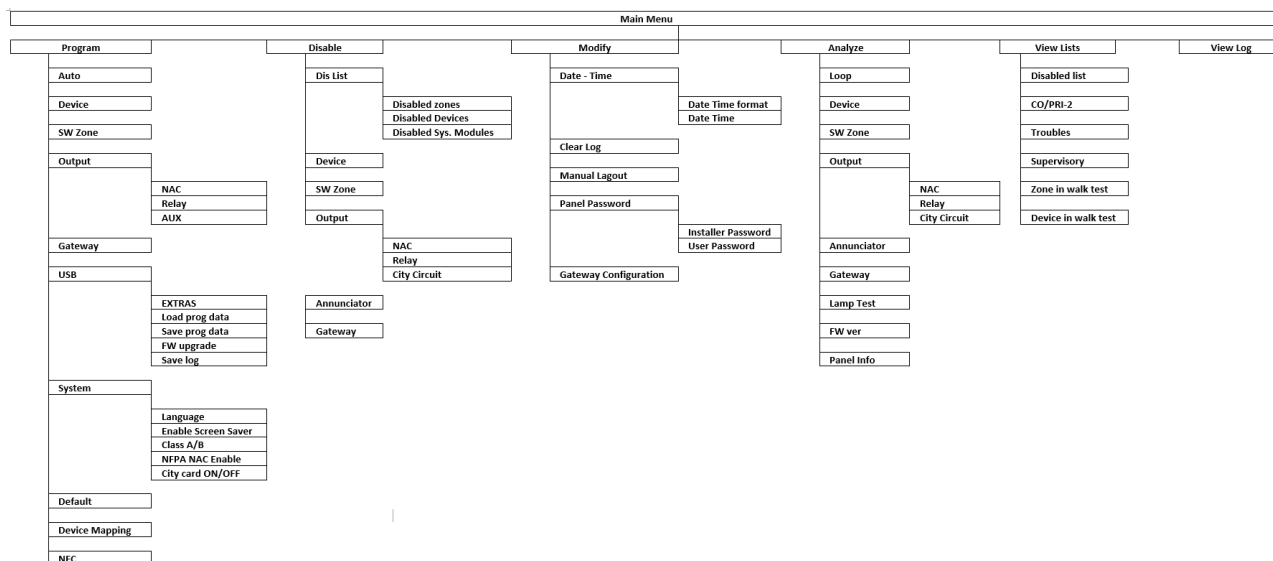 Main Menu
Program
Disable
Modify
Analyze
View Lists
View Log
Auto
Device
SW Zone
Output
NAC
Relay
AUX
Gateway
USB
EXTRAS
Load prog data
Save prog data
FW upgrade
Save log
System
Language
Enable Screen Saver
Class A/B
NFPA NAC Enable
City card ON/OFF
Default
Device Mapping
NFC
Dis List
Disabled zones
Disabled Devices
Disabled Sys. Modules
Device
SW Zone
Output
NAC
Relay
City Circuit
Annunciator
Gateway
Date - Time
Date Time format
Date Time
Clear Log
Manual Lagout
Panel Password
Installer Password
User Password
Gateway Configuration
Loop
Device
SW Zone
Output
NAC
Relay
City Circuit
Annunciator
Gateway
Lamp Test
FW ver
Panel Info
Disabled list
CO/PRI-2
Troubles
Supervisory
Zone in walk test
Device in walk test